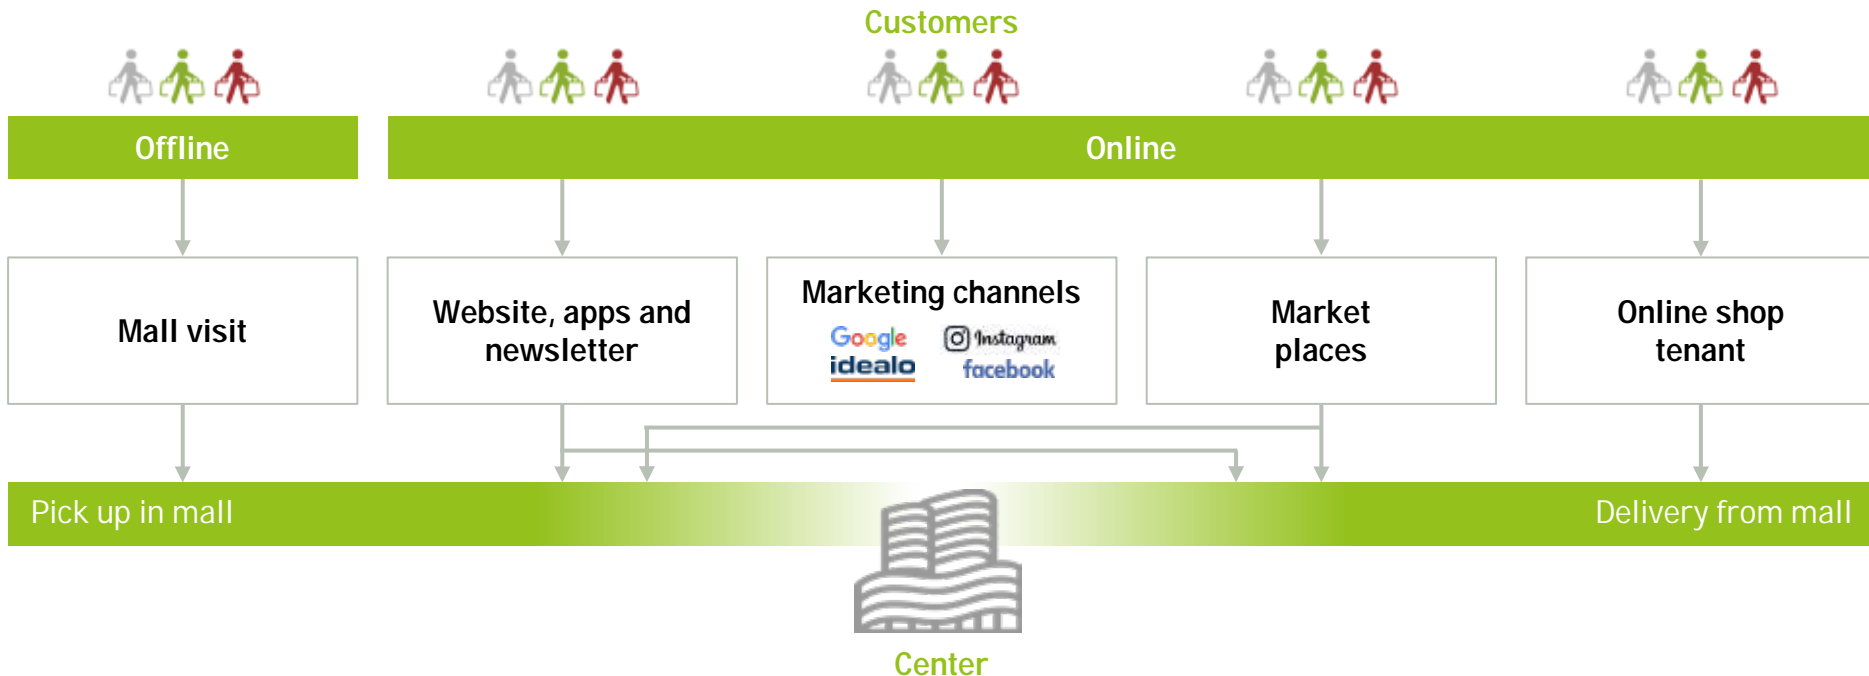 Customers
Offline
Online
Mall visit
Website, apps and
newsletter
Marketing channels
Google
Instagram
idealo
facebook
Market
places
Online shop
tenant
Pick up in mall
Delivery from mall
Center